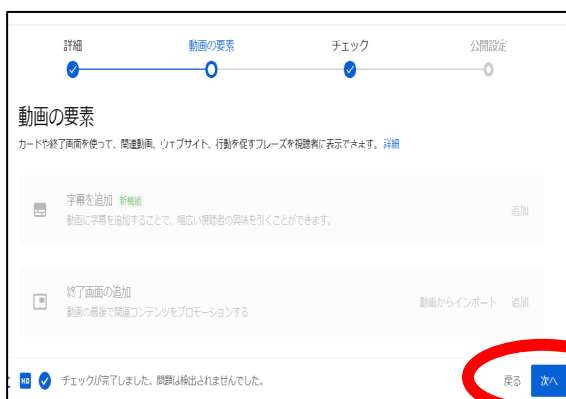 詳細 動画の要素 チェック 公開設定
動画の要素
カードや終了画面を使って、関連動画、ウェブサイト、行動を促すフレーズを視聴者に表示できます。 詳細
字幕を追加 新機能
動画に字幕を追加することで、幅広い視聴者の興味を引くことができます。
追加
終了画面の追加
動画の最後で関連コンテンツをプロモーションする
動画からインポート 追加
HD チェックが完了しました。問題は検出されませんでした。
戻る 次へ